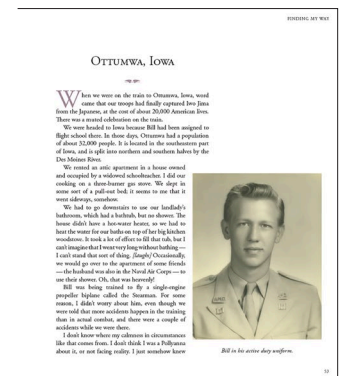 FINDING MY WAY
OTTUMWA, IOWA
When we were on the train to Ottumwa, Iowa, word
came that our troops had finally captured Iwo Jima
from the Japanese, at the cost of about 20,000 American lives.
There was a muted celebration on the train.
We were headed to Iowa because Bill had been assigned to
flight school there. In those days, Ottumwa had a population
of about 32,000 people. It is located in the southeastern part
of Iowa, and is split into northern and southern halves by the
Des Moines River.
We rented an attic apartment in a house owned
and occupied by a widowed schoolteacher. I did our
cooking on a three-burner gas stove. We slept in
some sort of a pull-out bed; it seems to me that it
went sideways, somehow.
We had to go downstairs to use our landlady's
bathroom, which had a bathtub, but no shower. The
house didn't have a hot-water heater, so we had to
heat the water for our baths on top of her big kitchen
woodstove. It took a lot of effort to fill that tub, but I
can't imagine that I went very long without bathing —
I can't stand that sort of thing. [laughs] Occasionally,
we would go over to the apartment of some friends
— the husband was also in the Naval Air Corps — to
use their shower. Oh, that was heavenly!
Bill was being trained to fly a single-engine
propeller biplane called the Stearman. For some
reason, I didn't worry about him, even though we
were told that more accidents happen in the training
than in actual combat, and there were a couple of
accidents while we were there.
I don't know where my calmness in circumstances
like that comes from. I don't think I was a Pollyanna
about it, or not facing reality. I just somehow knew
Bill in his active duty uniform.